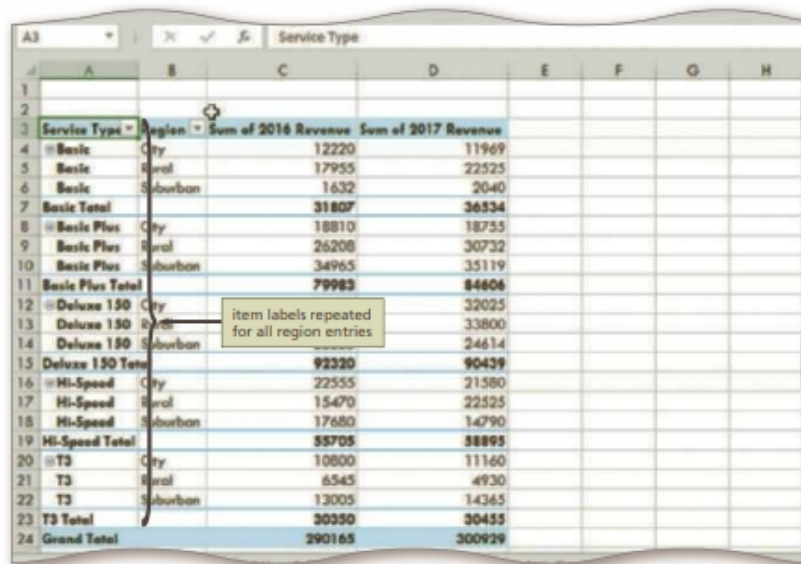 A3 Service Type
A B C D E F G H
1
2
3 Service Type Region Sum of 2016 Revenue Sum of 2017 Revenue
4 Basic City 12220 11969
5 Basic Rural 17955 22525
6 Basic Suburban 1632 2040
7 Basic Total 31807 36534
8 Basic Plus City 18810 18755
9 Basic Plus Rural 26208 30732
10 Basic Plus Suburban 34965 35119
11 Basic Plus Total 79983 84606
12 Deluxe 150 City 32025
13 Deluxe 150 Rural 33800
14 Deluxe 150 Suburban 24614
item labels repeated
for all region entries
15 Deluxe 150 Total 92320 90439
16 Hi-Speed City 22555 21580
17 Hi-Speed Rural 15470 22525
18 Hi-Speed Suburban 17680 14790
19 Hi-Speed Total 55705 58895
20 T3 City 10800 11160
21 T3 Rural 6545 4930
22 T3 Suburban 13005 14365
23 T3 Total 30350 30455
24 Grand Total 290165 300929